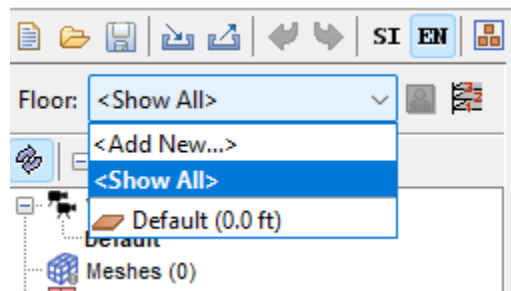 SI EN
Floor: <Show All>
<Add New...>
<Show All>
Default (0.0 ft)
Default
Meshes (0)